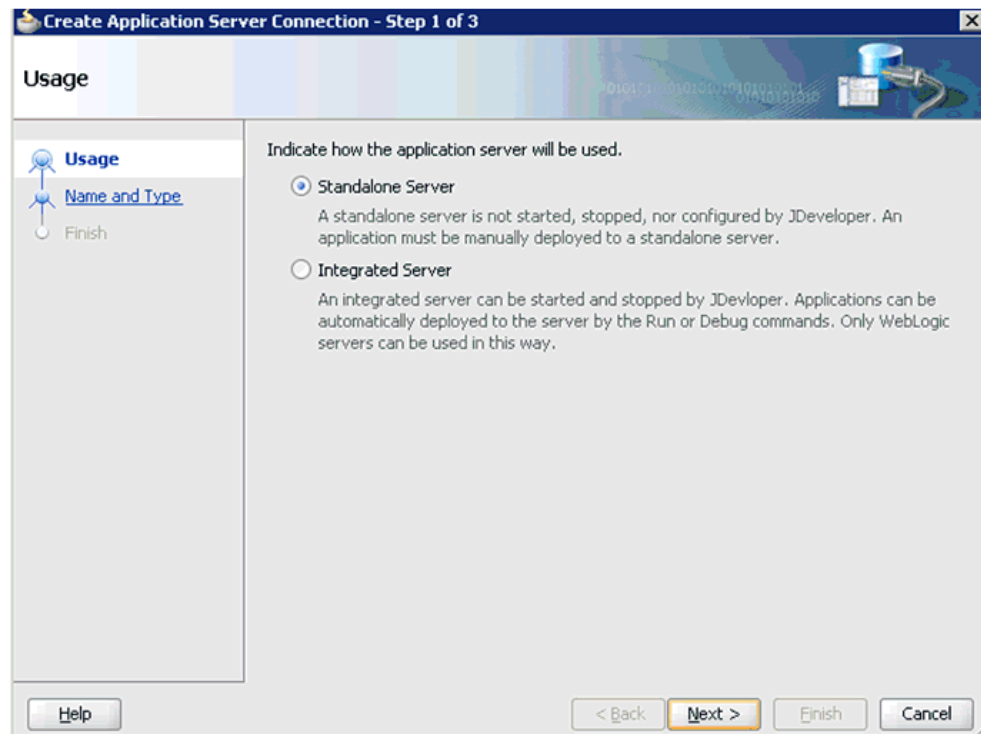 Create Application Server Connection - Step 1 of 3
Usage
Usage
Name and Type
Finish
Indicate how the application server will be used.
Standalone Server
A standalone server is not started, stopped, nor configured by JDeveloper. An
application must be manually deployed to a standalone server.
Integrated Server
An integrated server can be started and stopped by JDevloper. Applications can be
automatically deployed to the server by the Run or Debug commands. Only WebLogic
servers can be used in this way.
Help
< Back
Next >
Finish
Cancel